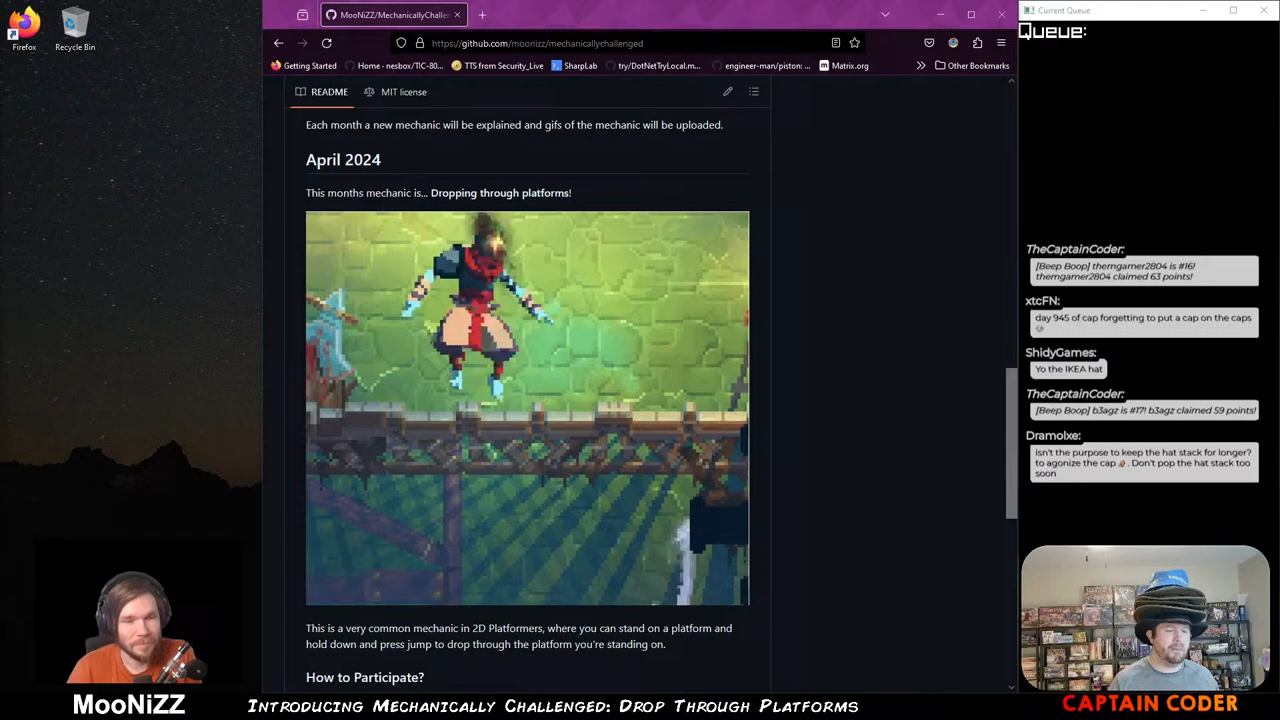 Firefox
Recycle Bin
MooNiZZ/MechanicallyChallen
https://github.com/moonizz/mechanicallychallenged
Getting Started
Home - nesbox/TIC-80...
TTS from Security_Live
SharpLab
try/DotNetTryLocal.m...
engineer-man/piston: ...
Matrix.org
Other Bookmarks
README
MIT license
Each month a new mechanic will be explained and gifs of the mechanic will be uploaded.
April 2024
This months mechanic is... Dropping through platforms!
This is a very common mechanic in 2D Platformers, where you can stand on a platform and
hold down and press jump to drop through the platform you're standing on.
How to Participate?
Current Queue
Queue:
TheCaptainCoder:
[Beep Boop] themgamer2804 is #16!
themgamer2804 claimed 63 points!
xtcFN:
day 945 of cap forgetting to put a cap on the caps
ShidyGames:
Yo the IKEA hat
TheCaptainCoder:
[Beep Boop] b3agz is #17! b3agz claimed 59 points!
Dramolxe:
isn't the purpose to keep the hat stack for longer?
to agonize the cap. Don't pop the hat stack too
soon
MooNiZZ
Introducing Mechanicacy Challenged: Drop Through Platforms
CAPTAIN CODER